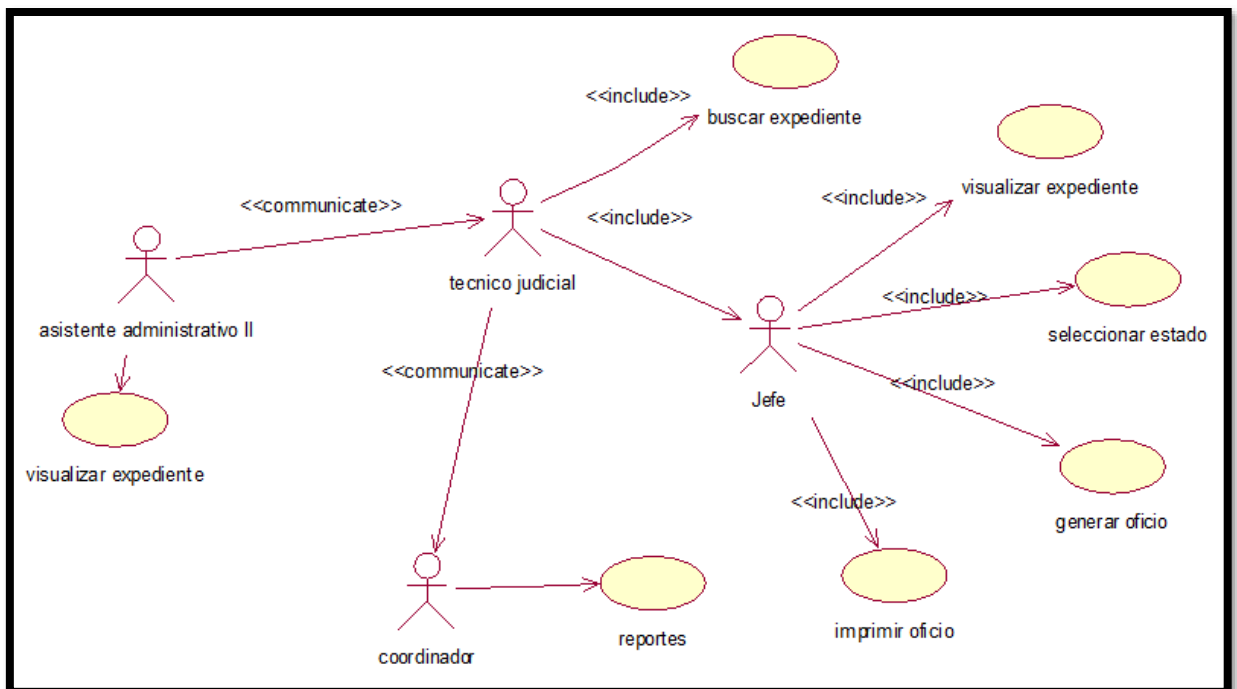 <<include>>
buscar expediente
<<include>>
visualizar expediente
<<communicate>>
<<include>>
tecnico judicial
<<include>>
seleccionar estado
asistente administrativo II
<<communicate>>
<<include>>
Jefe
visualizar expediente
<<include>>
generar oficio
imprimir oficio
reportes
coordinador